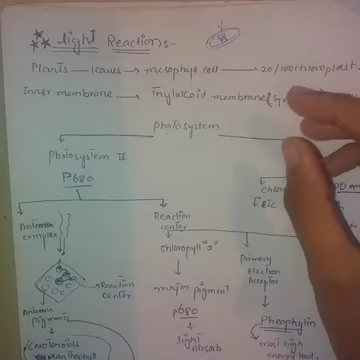 Light Reaction:-
Plants → leaves → mesophyll cell → 20/100 chloroplast
Inner membrane → Thylakoid membrane
Photosystem
Photosystem II
P680
Antenna complex
Reaction center
Reaction center
Antenna pigments
Carotenoids
xanthophyll
chlorophyll "a"
major pigment
P680
light absorb
Primary electron Acceptor
Pheophytin
most high energy